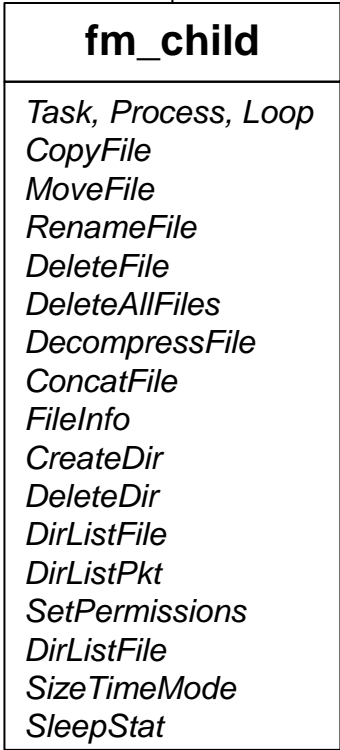 fm_child
Task, Process, Loop
CopyFile
MoveFile
RenameFile
DeleteFile
DeleteAllFiles
DecompressFile
ConcatFile
FileInfo
CreateDir
DeleteDir
DirListFile
DirListPkt
SetPermissions
DirListFile
SizeTimeMode
SleepStat